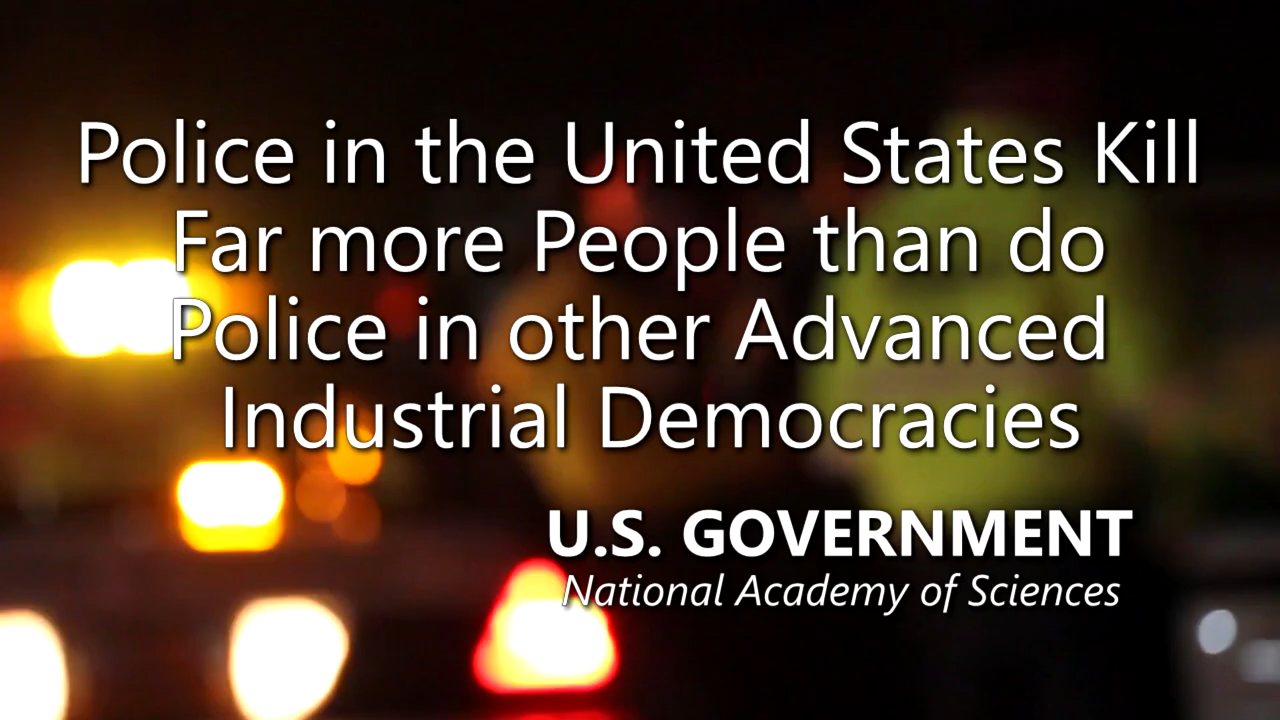 Police in the United States Kill
Far more People than do
Police in other Advanced
Industrial Democracies
U.S. GOVERNMENT
National Academy of Sciences